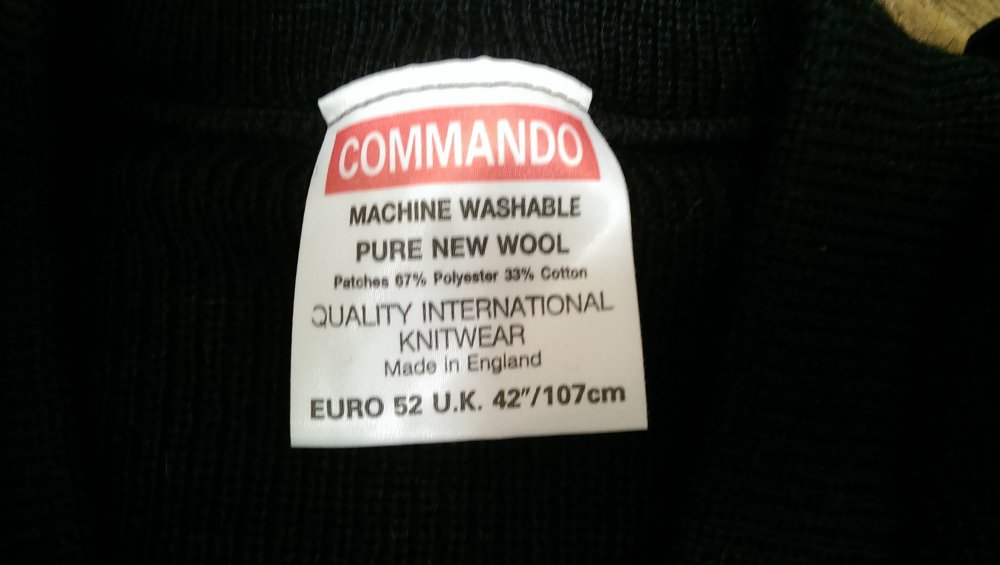 COMMANDO
MACHINE WASHABLE
PURE NEW WOOL
Patches 67% Polyester 33% Cotton
QUALITY INTERNATIONAL
KNITWEAR
Made in England
EURO 52 U.K. 42"/107cm